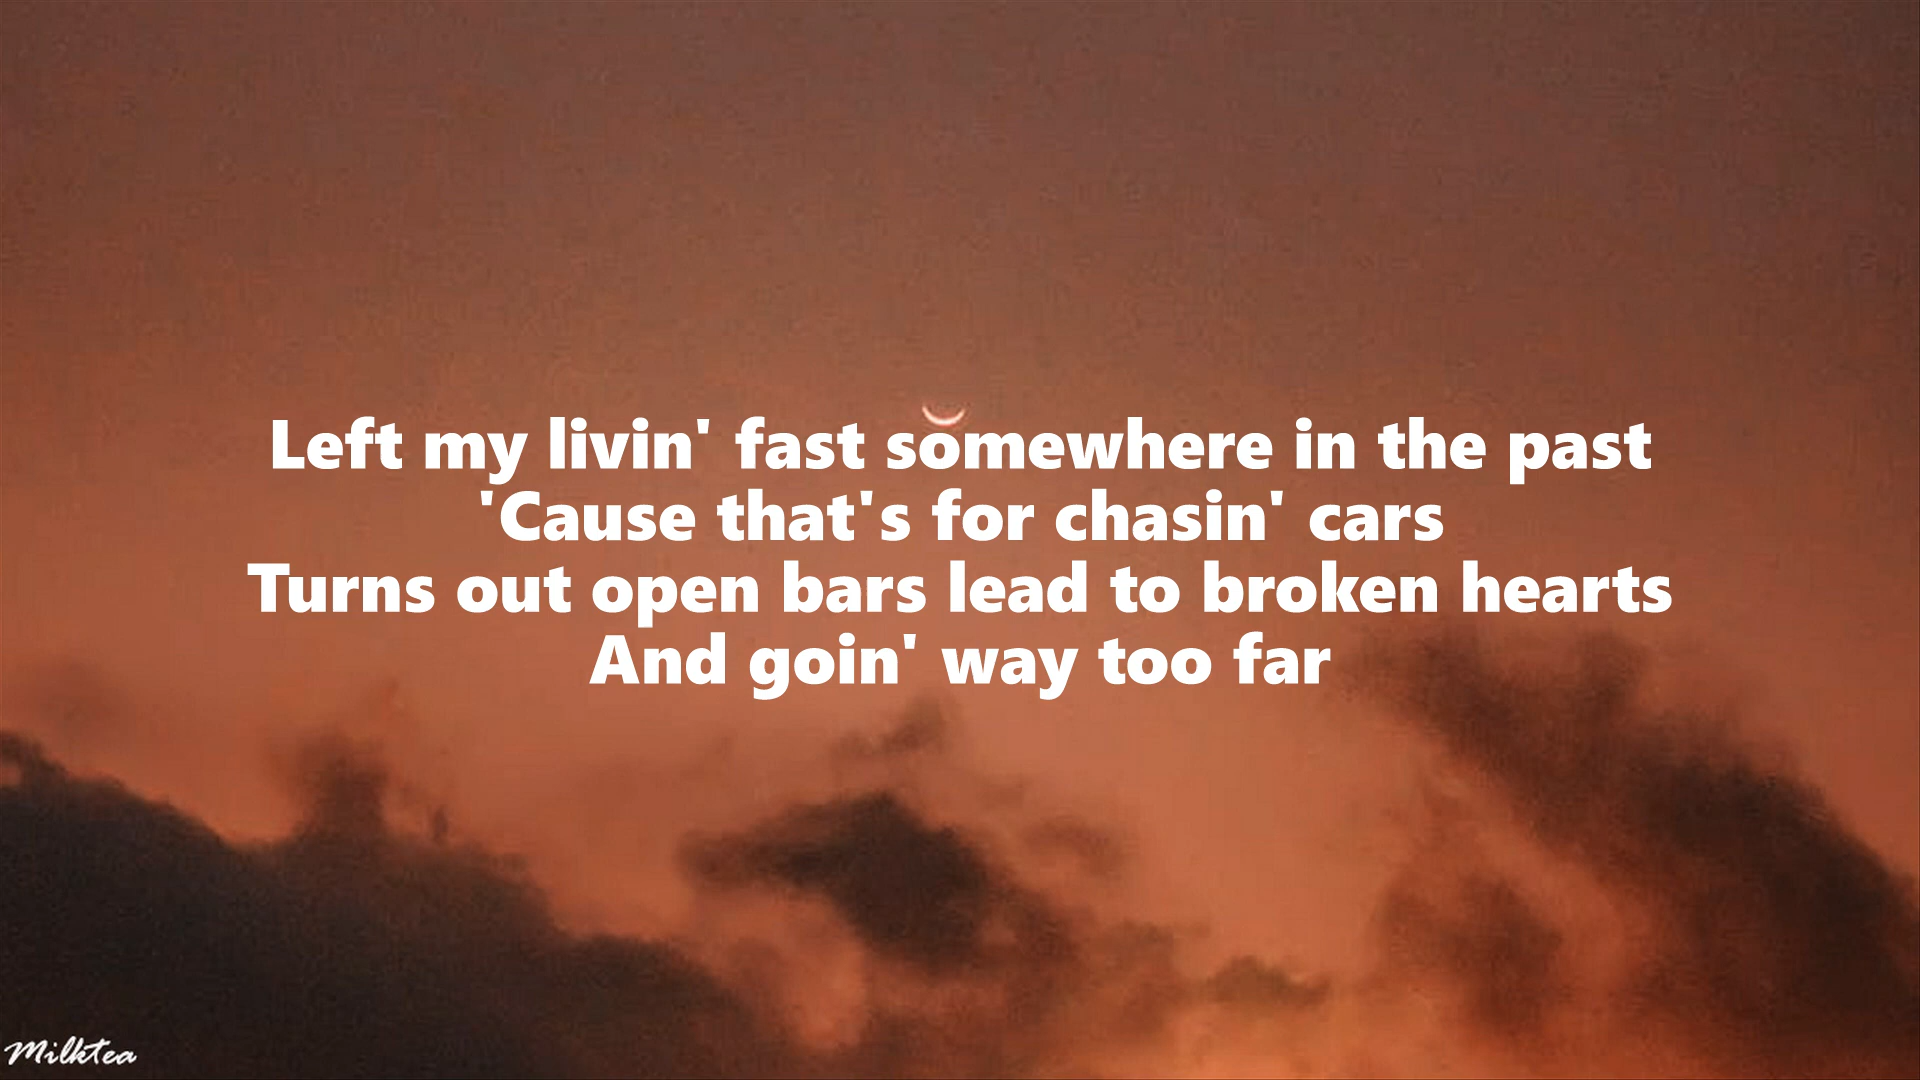 Left my livin' fast somewhere in the past
'Cause that's for chasin' cars
Turns out open bars lead to broken hearts
And goin' way too far
Milktea